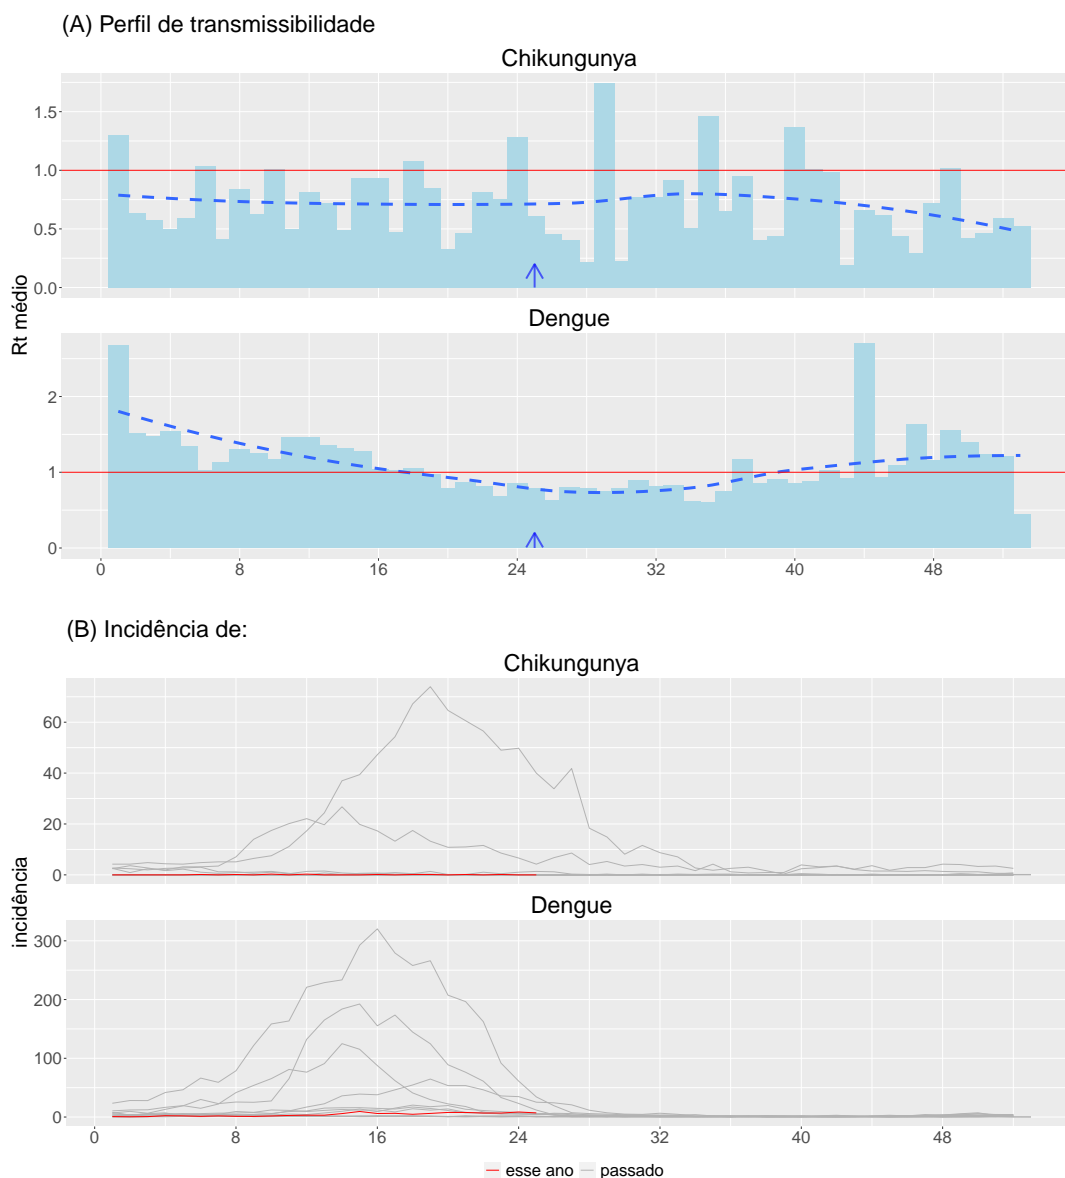 (A) Perfil de transmissibilidade
Chikungunya
1.5
1.0
0.5
0.0
Rt médio
Dengue
2
1
0
0 8 16 24 32 40 48
(B) Incidência de:
Chikungunya
60
40
20
0
incidência
Dengue
300
200
100
0
0 8 16 24 32 40 48
esse ano passado